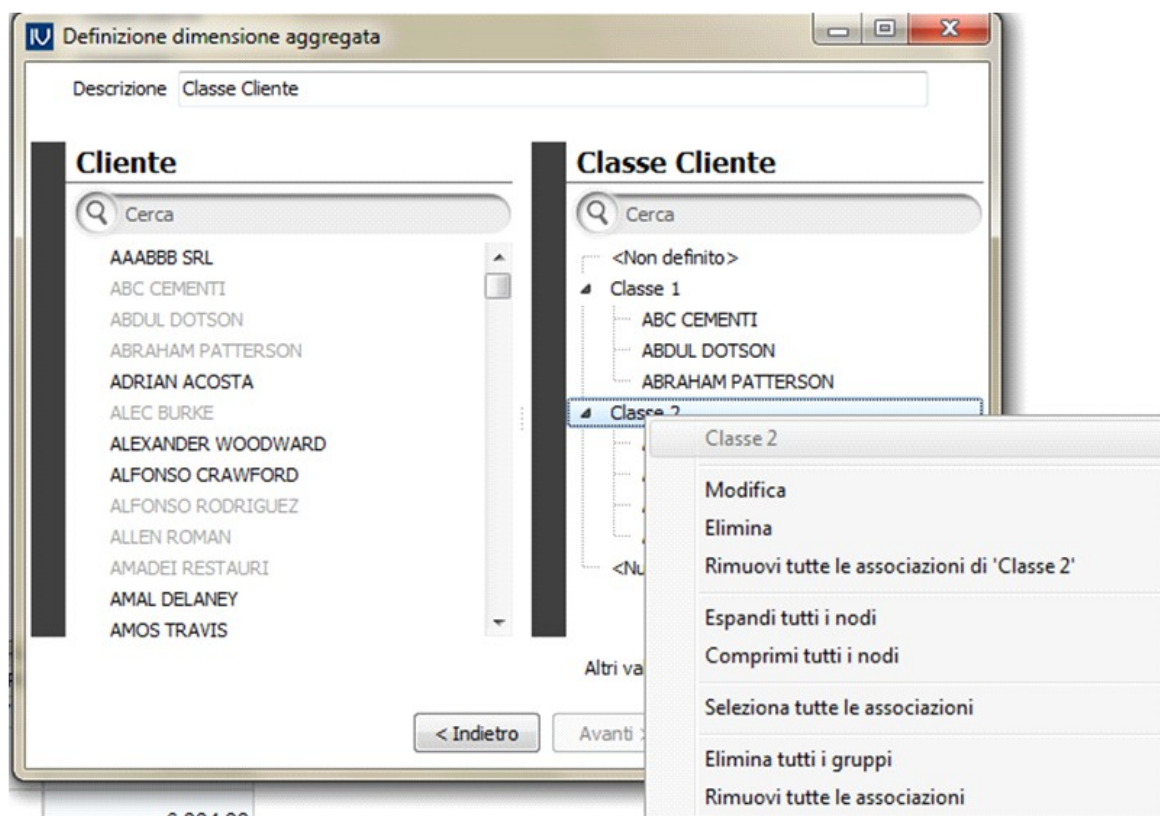 Definizione dimensione aggregata
Descrizione Classe Cliente
Cliente
Cerca
AAABBB SRL
ABC CEMENTI
ABDUL DOTSON
ABRAHAM PATTERSON
ADRIAN ACOSTA
ALEC BURKE
ALEXANDER WOODWARD
ALFONSO CRAWFORD
ALFONSO RODRIGUEZ
ALLEN ROMAN
AMADEI RESTAURI
AMAL DELANEY
AMOS TRAVIS
Classe Cliente
Cerca
<Non definito>
Classe 1
ABC CEMENTI
ABDUL DOTSON
ABRAHAM PATTERSON
Classe 2
<Nu
Altri va
Classe 2
Modifica
Elimina
Rimuovi tutte le associazioni di 'Classe 2'
Espandi tutti i nodi
Comprimi tutti i nodi
Seleziona tutte le associazioni
Elimina tutti i gruppi
Rimuovi tutte le associazioni
< Indietro
Avanti >